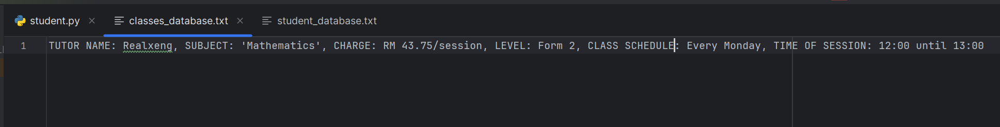 student.py
classes_database.txt
student_database.txt
1 TUTOR NAME: Realxeng, SUBJECT: 'Mathematics', CHARGE: RM 43.75/session, LEVEL: Form 2, CLASS SCHEDULE: Every Monday, TIME OF SESSION: 12:00 until 13:00